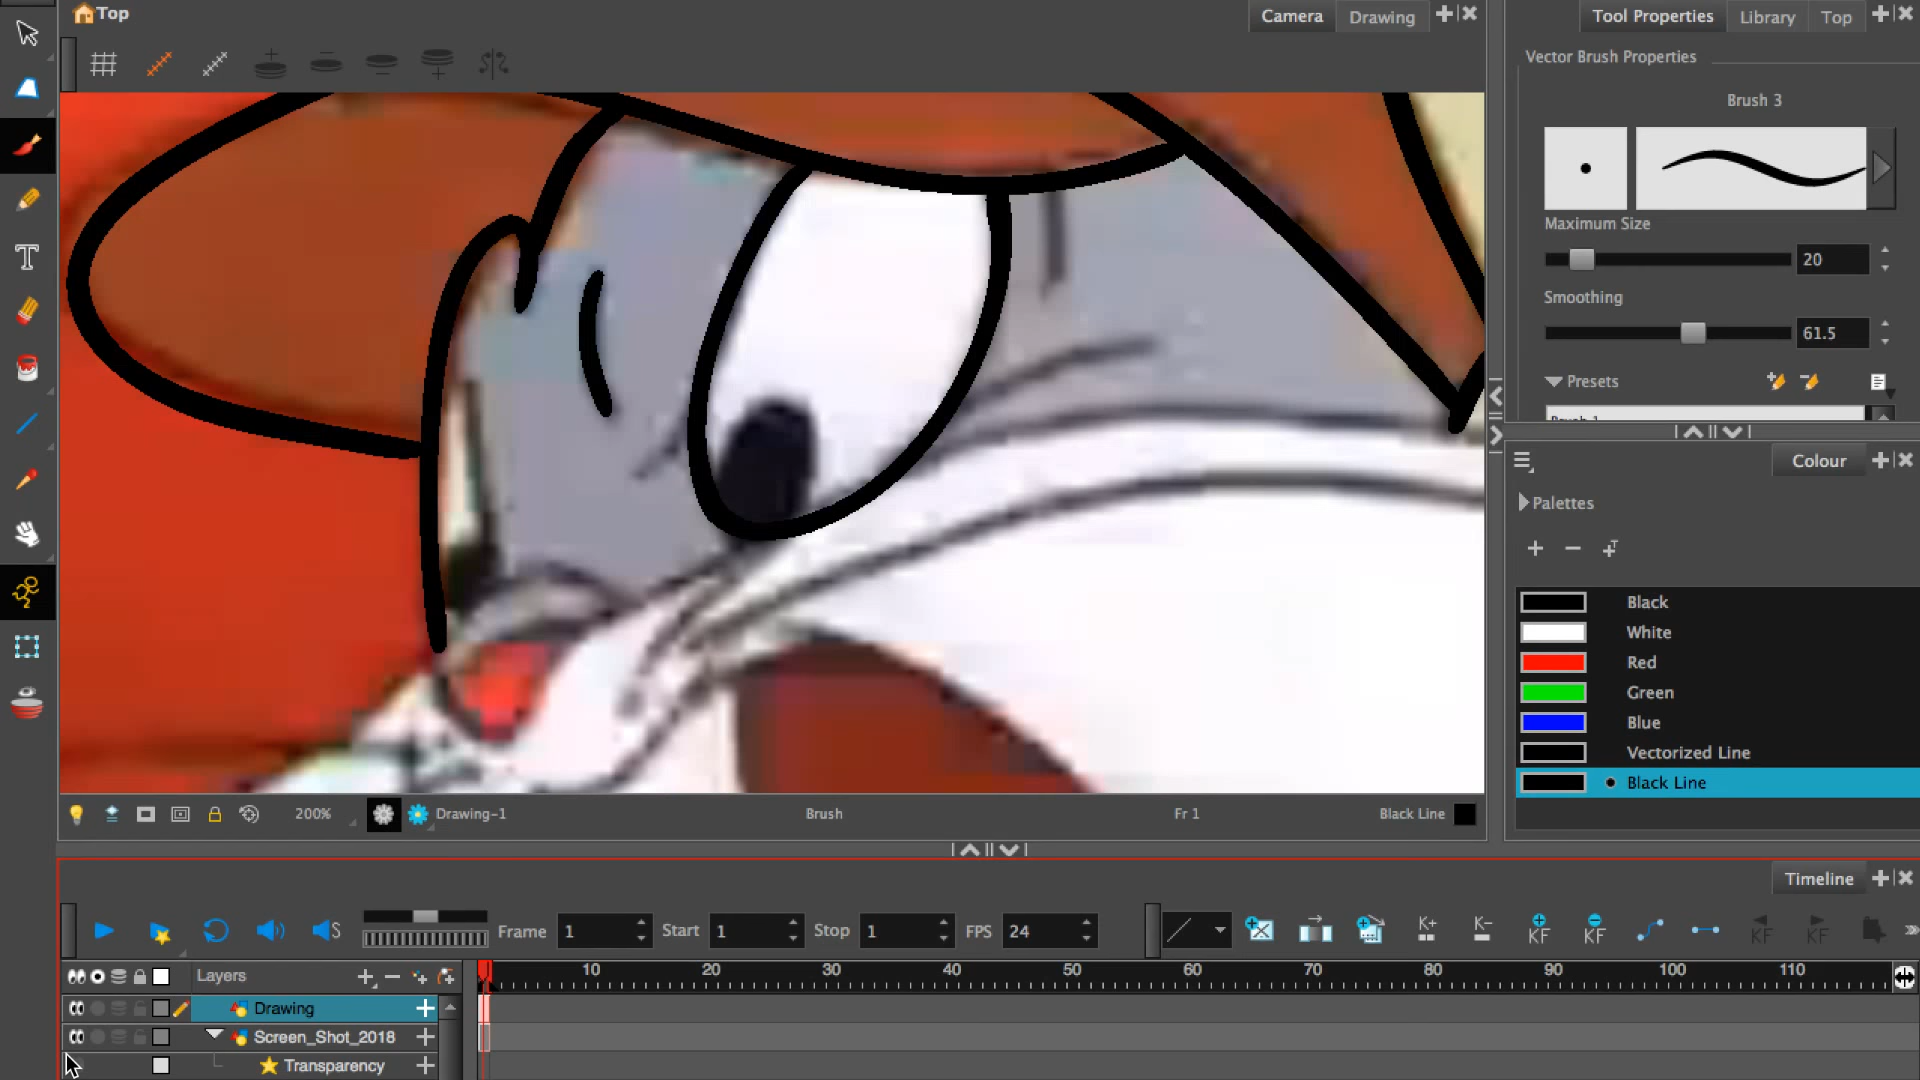 Top
Camera
Drawing
Tool Properties
Library
Top
Vector Brush Properties
Brush 3
Maximum Size
20
Smoothing
61.5
Presets
Colour
Palettes
Black
White
Red
Green
Blue
Vectorized Line
Black Line
200%
Drawing-1
Brush
Fr 1
Black Line
Timeline
Frame 1 Start 1 Stop 1 FPS 24
S
K+ K- KF KF KF KF
Layers
10 20 30 40 50 60 70 80 90 100 110
Drawing
Screen_Shot_2018
Transparency